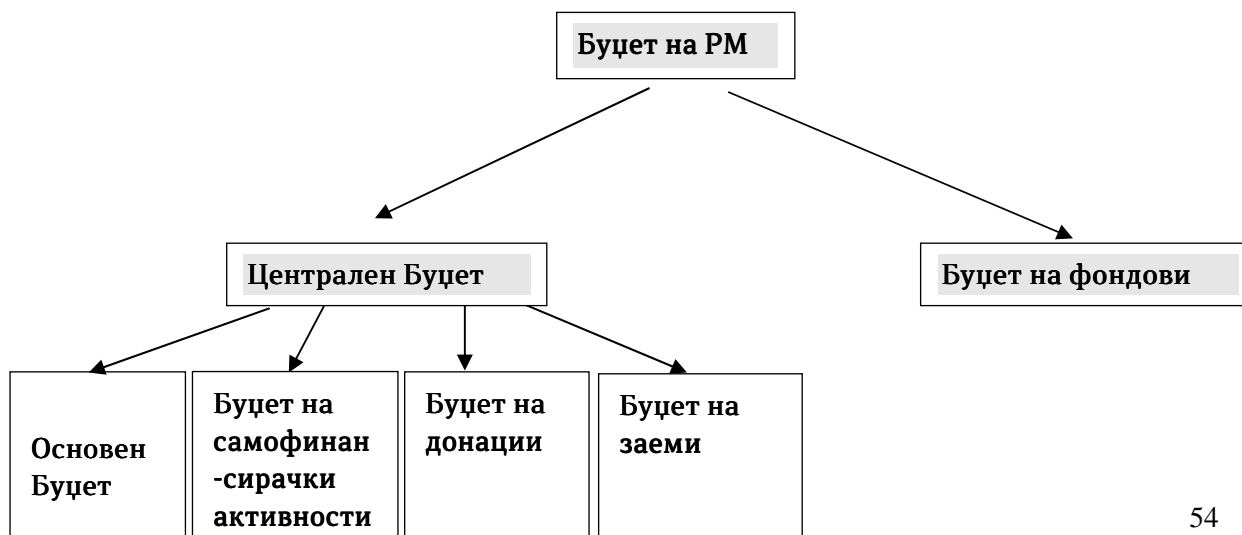 Буџет на РМ
Централен Буџет
Буџет на фондови
Основен
Буџет
Буџет на
самофинан
-сирачки
активности
Буџет на
донации
Буџет на
заеми
54